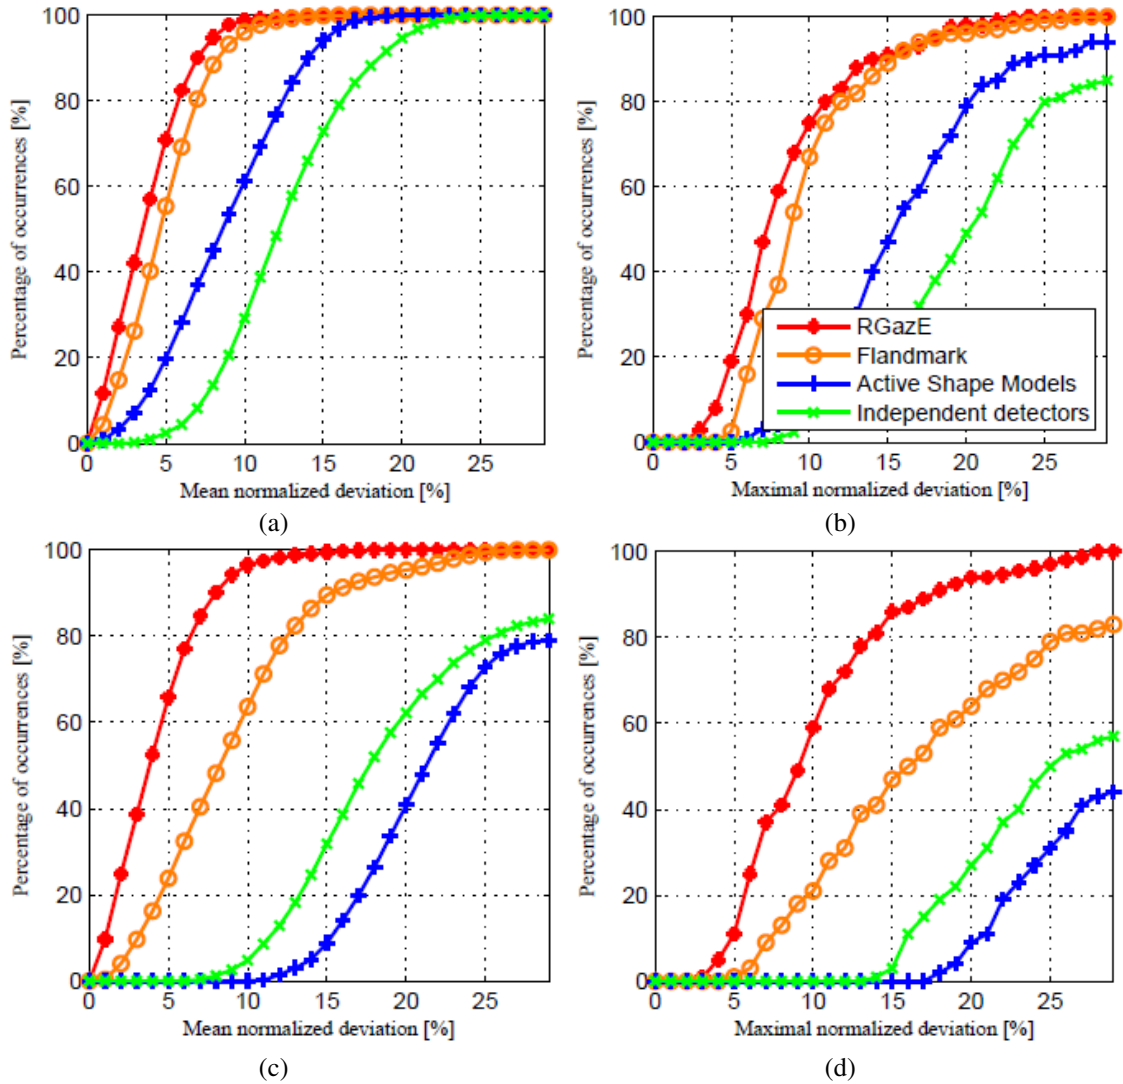 100
80
60
40
20
0
Percentage of occurrences [%]
0 5 10 15 20 25
Mean normalized deviation [%]
(a)
100
80
60
40
20
0
Percentage of occurrences [%]
RGazE
Flandmark
Active Shape Models
Independent detectors
0 5 10 15 20 25
Maximal normalized deviation [%]
(b)
100
80
60
40
20
0
Percentage of occurrences [%]
0 5 10 15 20 25
Mean normalized deviation [%]
(c)
100
80
60
40
20
0
Percentage of occurrences [%]
0 5 10 15 20 25
Maximal normalized deviation [%]
(d)